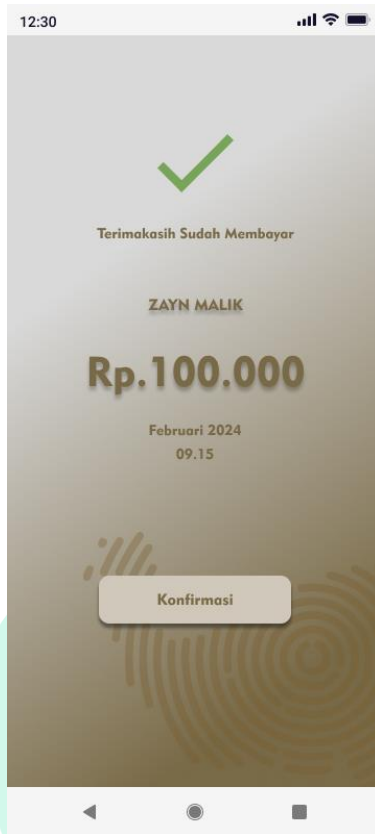 12:30
Terimakasih Sudah Membayar
ZAYN MALIK
Rp.100.000
Februari 2024
09.15
Konfirmasi